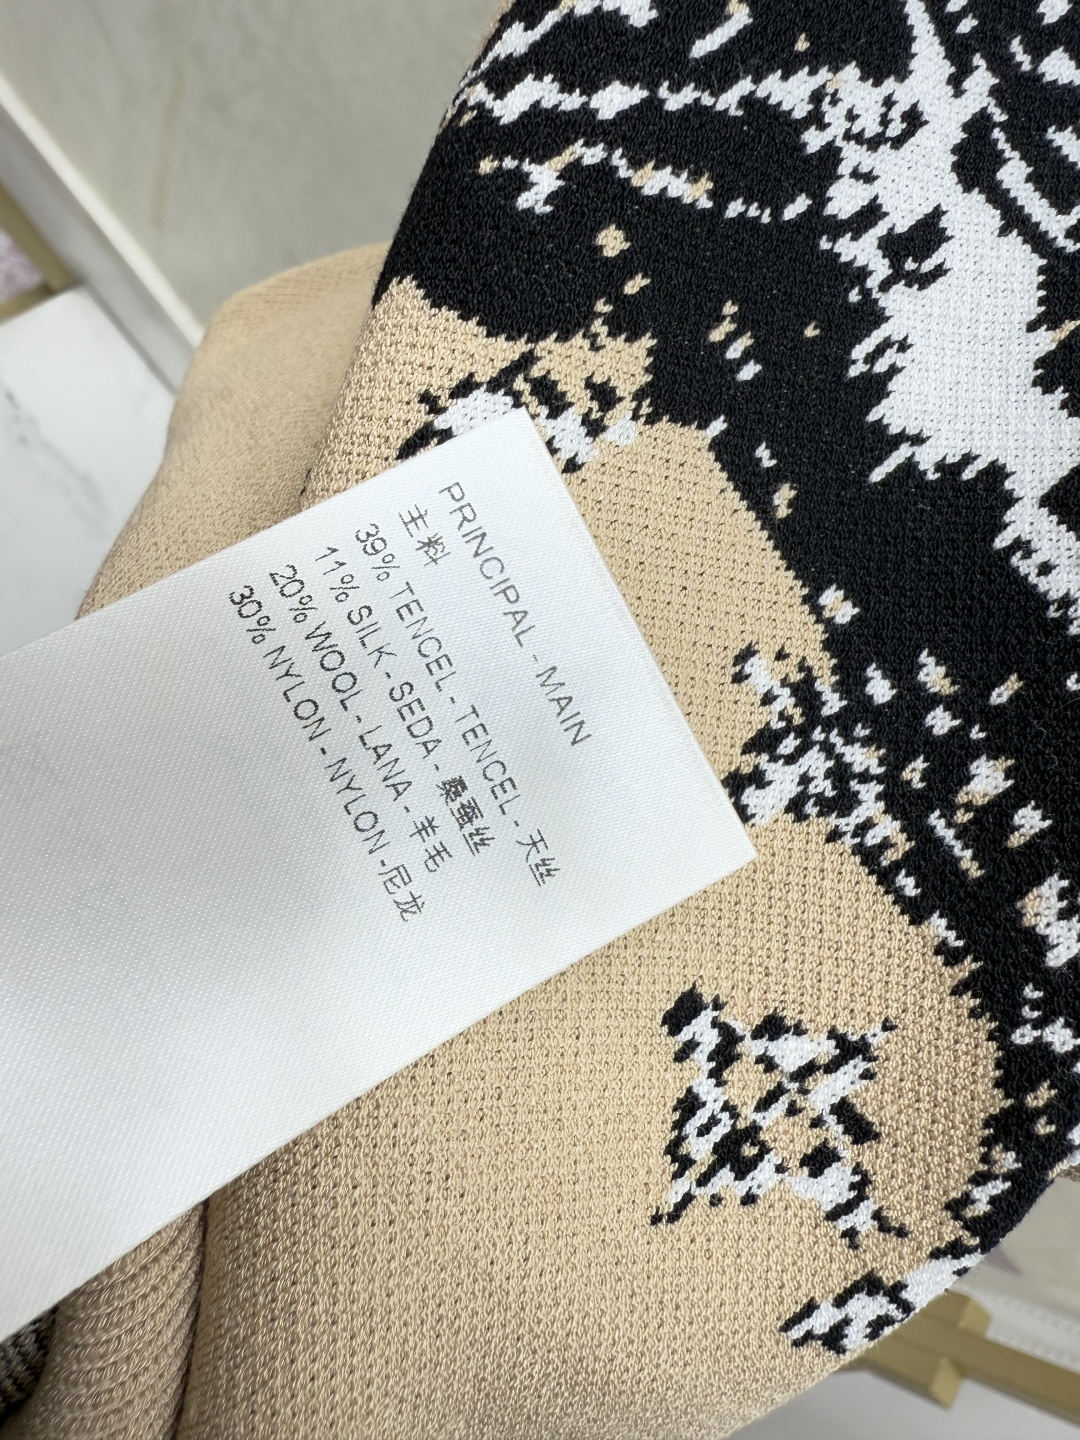 PRINCIPAL - MAIN
主料
39% TENCEL - TENCEL - 天丝
11% SILK - SEDA - 桑蚕丝
20% WOOL - LANA - 羊毛
30% NYLON - NYLON -尼龙